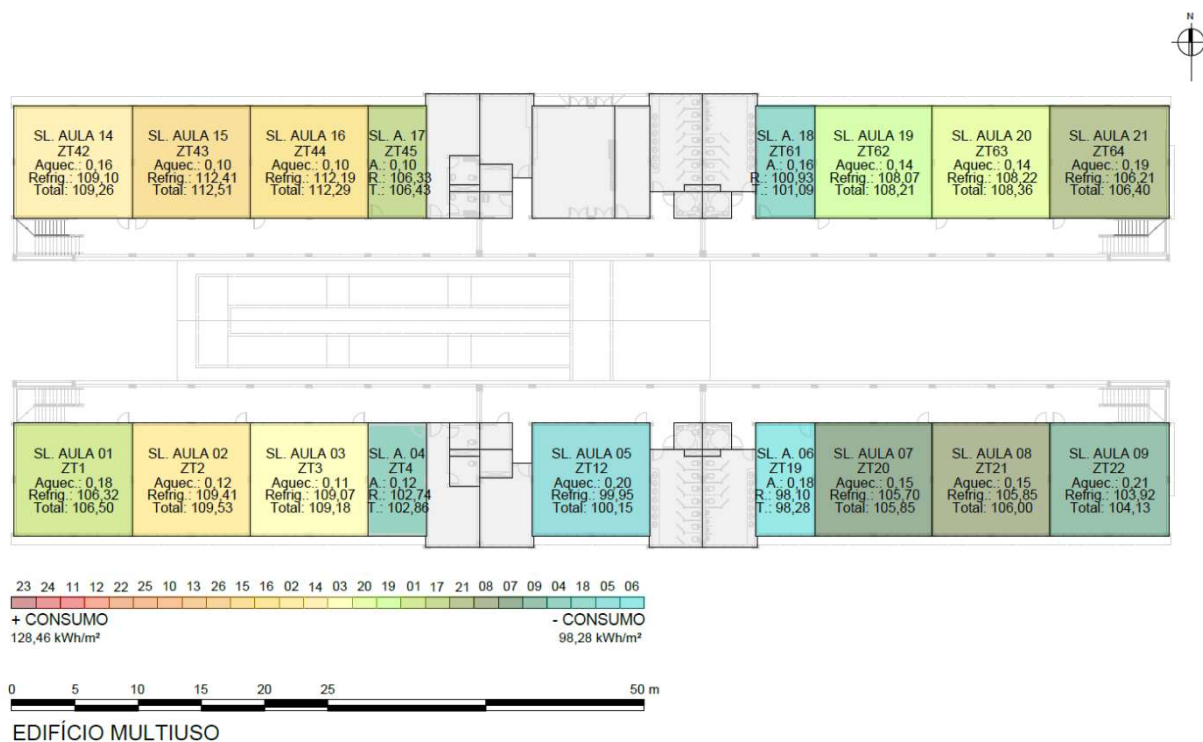 N
SL. AULA 14
ZT42
Aquec.: 0,16
Refrig.: 109,10
Total: 109,26
SL. AULA 15
ZT43
Aquec.: 0,10
Refrig.: 112,41
Total: 112,51
SL. AULA 16
ZT44
Aquec.: 0,10
Refrig.: 112,19
Total: 112,29
SL. A. 17
ZT45
A.: 0,10
R.: 106,33
T.: 106,43
SL. A. 18
ZT61
A.: 0,16
R.: 100,93
T.: 101,09
SL. AULA 19
ZT62
Aquec.: 0,14
Refrig.: 108,07
Total: 108,21
SL. AULA 20
ZT63
Aquec.: 0,14
Refrig.: 108,22
Total: 108,36
SL. AULA 21
ZT64
Aquec.: 0,19
Refrig.: 106,21
Total: 106,40
SL. AULA 01
ZT1
Aquec.: 0,18
Refrig.: 106,32
Total: 106,50
SL. AULA 02
ZT2
Aquec.: 0,12
Refrig.: 109,41
Total: 109,53
SL. AULA 03
ZT3
Aquec.: 0,11
Refrig.: 109,07
Total: 109,18
SL. A. 04
ZT4
A.: 0,12
R.: 102,74
T.: 102,86
SL. AULA 05
ZT12
Aquec.: 0,20
Refrig.: 99,95
Total: 100,15
SL. A. 06
ZT19
A.: 0,18
R.: 98,10
T.: 98,28
SL. AULA 07
ZT20
Aquec.: 0,15
Refrig.: 105,70
Total: 105,85
SL. AULA 08
ZT21
Aquec.: 0,15
Refrig.: 105,85
Total: 106,00
SL. AULA 09
ZT22
Aquec.: 0,21
Refrig.: 103,92
Total: 104,13
23 24 11 12 22 25 10 13 26 15 16 02 14 03 20 19 01 17 21 08 07 09 04 18 05 06
+ CONSUMO - CONSUMO
128,46 kWh/m² 98,28 kWh/m²
0 5 10 15 20 25 50 m
EDIFÍCIO MULTIUSO